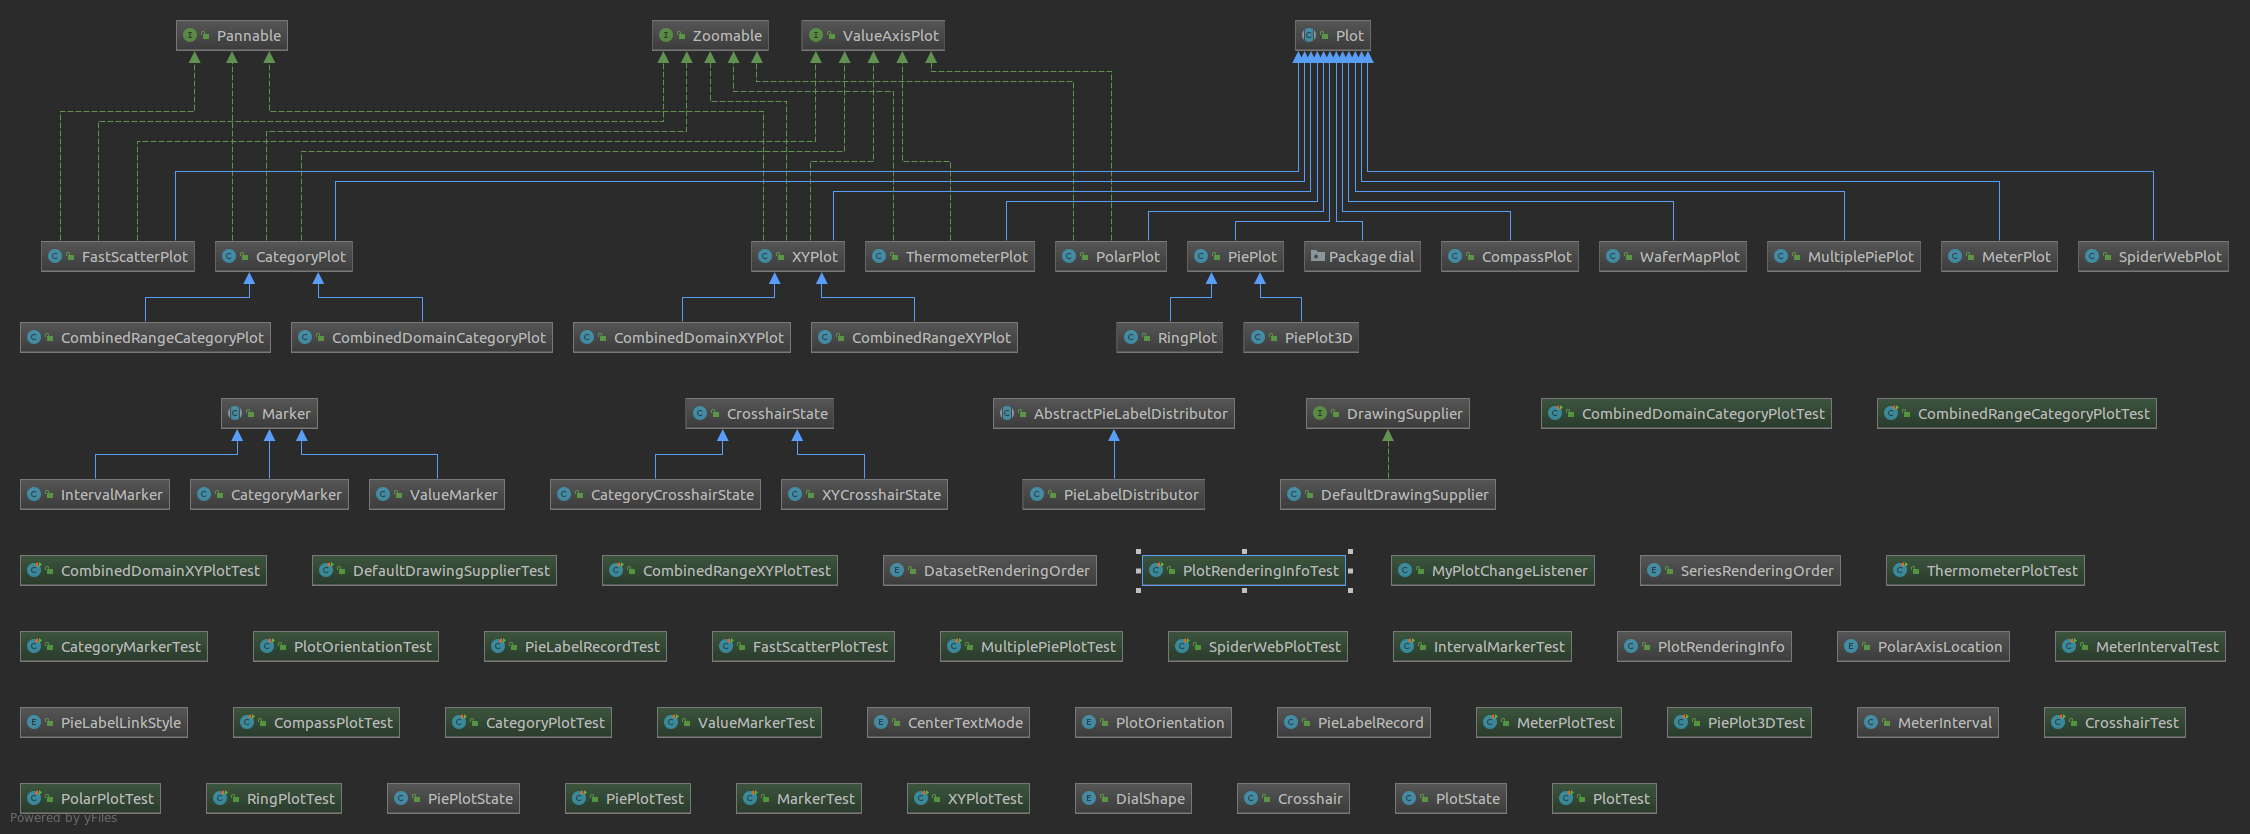 Pannable Zoomable ValueAxisPlot Plot
FastScatterPlot CategoryPlot XYPlot ThermometerPlot PolarPlot PiePlot Package dial CompassPlot WaferMapPlot MultiplePiePlot MeterPlot SpiderWebPlot
CombinedRangeCategoryPlot CombinedDomainCategoryPlot CombinedDomainXYPlot CombinedRangeXYPlot RingPlot PiePlot3D
Marker CrosshairState AbstractPieLabelDistributor DrawingSupplier CombinedDomainCategoryPlotTest CombinedRangeCategoryPlotTest
IntervalMarker CategoryMarker ValueMarker CategoryCrosshairState XYCrosshairState PieLabelDistributor DefaultDrawingSupplier
CombinedDomainXYPlotTest DefaultDrawingSupplierTest CombinedRangeXYPlotTest DatasetRenderingOrder PlotRenderingInfoTest MyPlotChangeListener SeriesRenderingOrder ThermometerPlotTest
CategoryMarkerTest PlotOrientationTest PieLabelRecordTest FastScatterPlotTest MultiplePiePlotTest SpiderWebPlotTest IntervalMarkerTest PlotRenderingInfo PolarAxisLocation MeterIntervalTest
PieLabelLinkStyle CompassPlotTest CategoryPlotTest ValueMarkerTest CenterTextMode PlotOrientation PieLabelRecord MeterPlotTest PiePlot3DTest MeterInterval CrosshairTest
PolarPlotTest RingPlotTest PiePlotState PiePlotTest MarkerTest XYPlotTest DialShape Crosshair PlotState PlotTest
Powered by yFiles